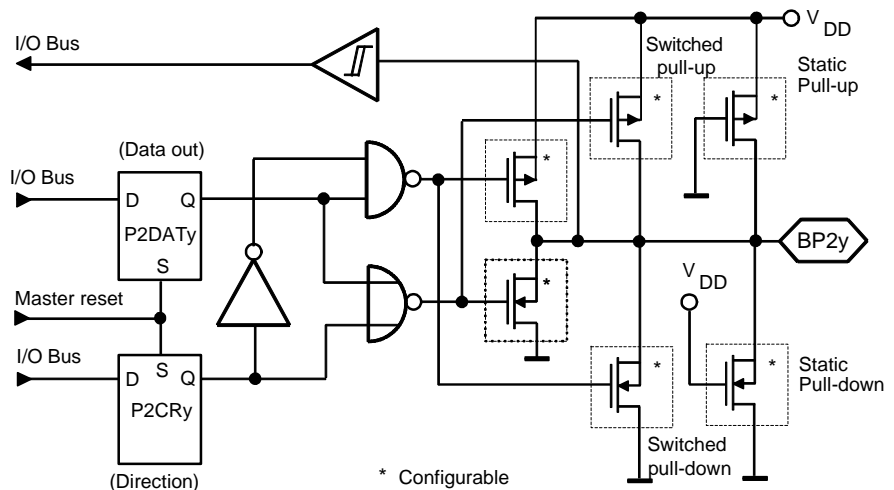 I/O Bus
V DD
Switched
pull-up
*
Static
Pull-up
*
(Data out)
*
I/O Bus
D
Q
P2DATy
S
BP2y
*
V DD
Master reset
I/O Bus
S
D
Q
P2CRy
*
*
Static
Pull-down
Switched
pull-down
(Direction)
* Configurable